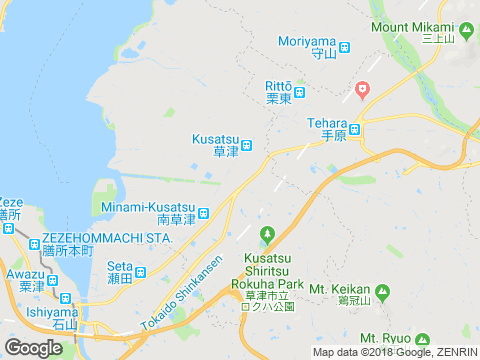 Mount Mikami
三上山
Moriyama
守山
Rittō
栗東
Tehara
手原
Kusatsu
草津
Minami-Kusatsu
南草津
Zeze
膳所
ZEZEHOMMACHI STA.
膳所本町
Kusatsu
Shiritsu
Rokuha Park
草津市立
ロクハ公園
Seta
瀬田
Awazu
粟津
Tokaido Shinkansen
Mt. Keikan
鶏冠山
Ishiyama
石山
Mt. Ryuo
Google
Map data ©2018 Google, ZENRIN